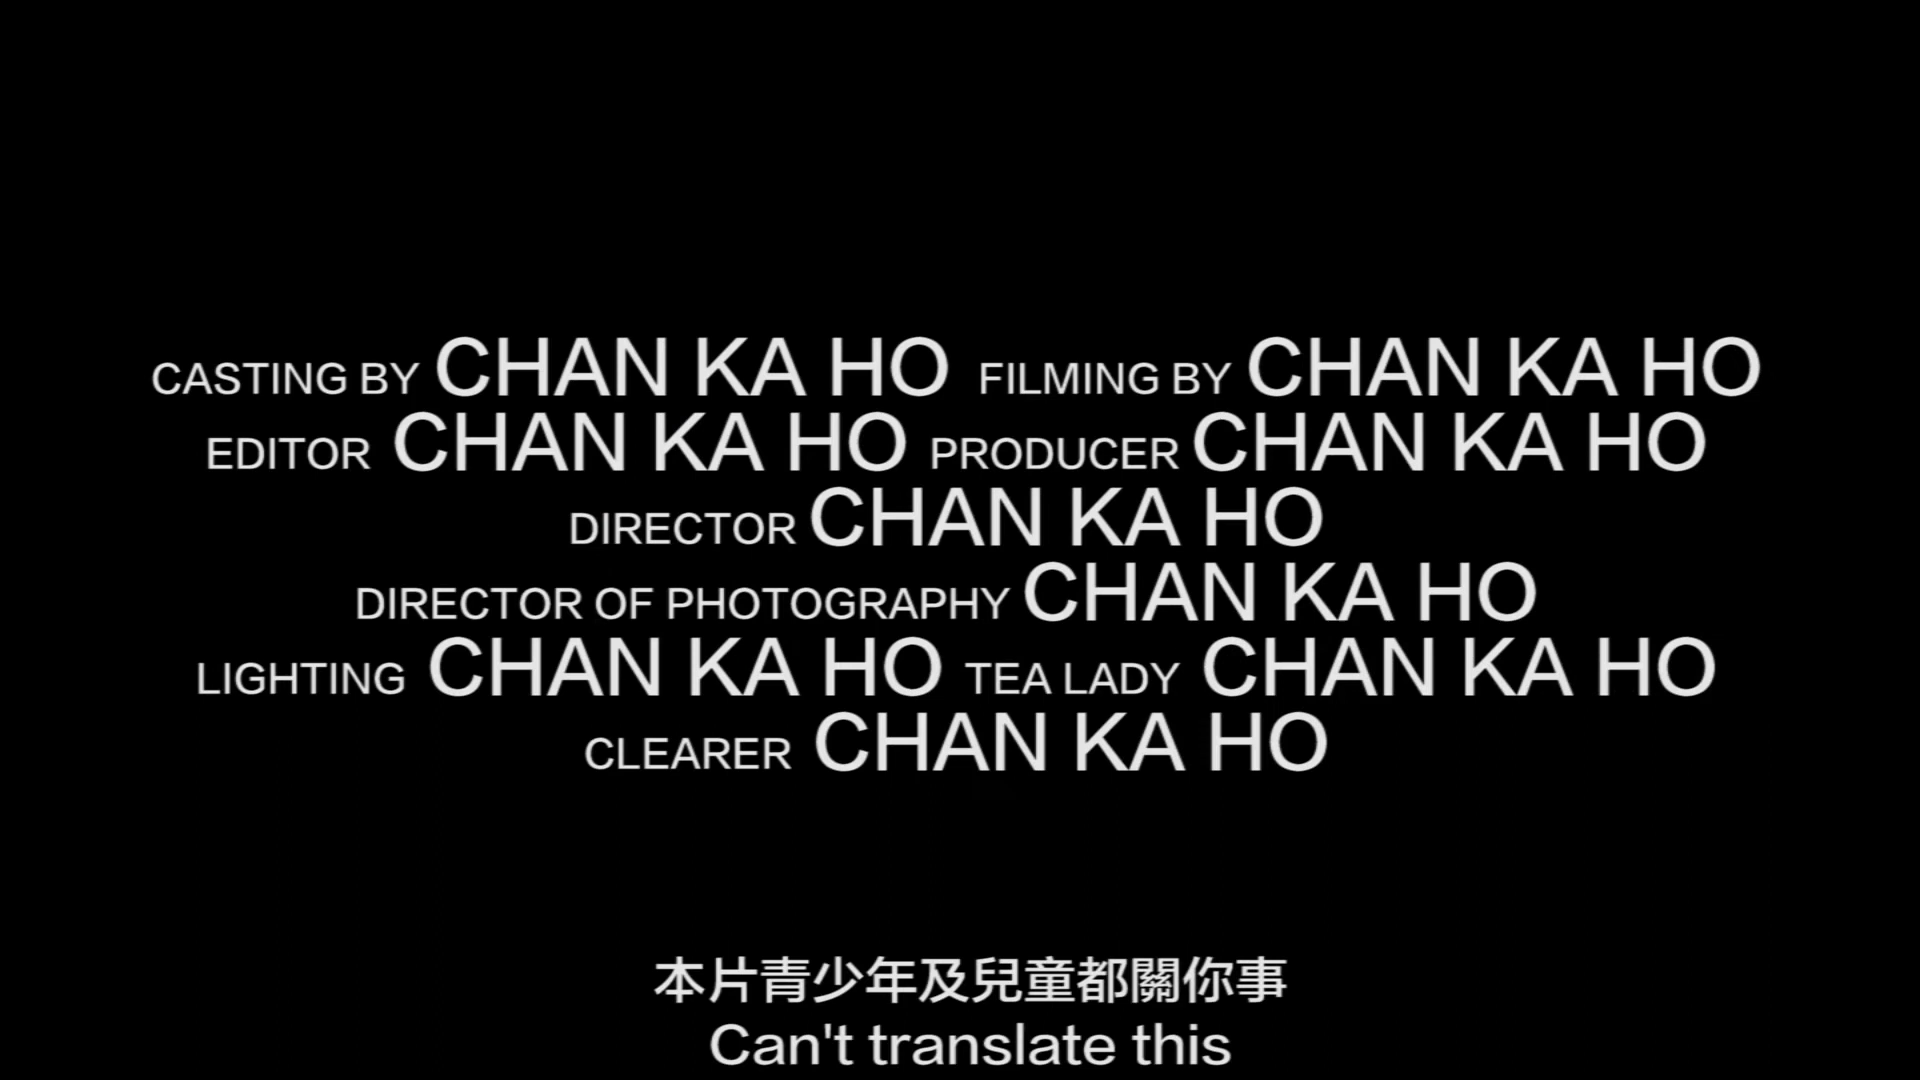 CASTING BY CHAN KA HO FILMING BY CHAN KA HO
EDITOR CHAN KA HO PRODUCER CHAN KA HO
DIRECTOR CHAN KA HO
DIRECTOR OF PHOTOGRAPHY CHAN KA HO
LIGHTING CHAN KA HO TEA LADY CHAN KA HO
CLEARER CHAN KA HO
本片青少年及兒童都關你事
Can't translate this